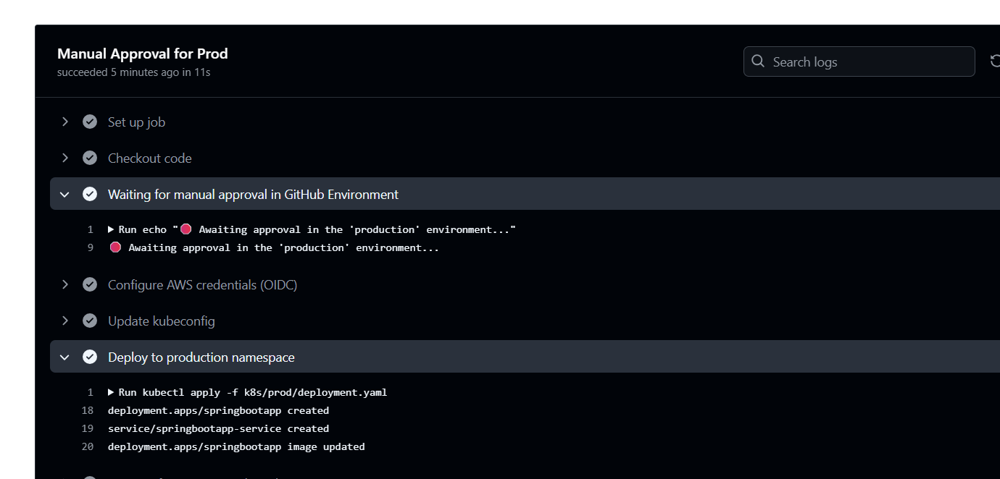 Manual Approval for Prod
succeeded 5 minutes ago in 11s
Search logs
Set up job
Checkout code
Waiting for manual approval in GitHub Environment
1 ▶ Run echo "🛑 Awaiting approval in the 'production' environment..."
9 🛑 Awaiting approval in the 'production' environment...
Configure AWS credentials (OIDC)
Update kubeconfig
Deploy to production namespace
1 ▶ Run kubectl apply -f k8s/prod/deployment.yaml
18 deployment.apps/springbootapp created
19 service/springbootapp-service created
20 deployment.apps/springbootapp image updated